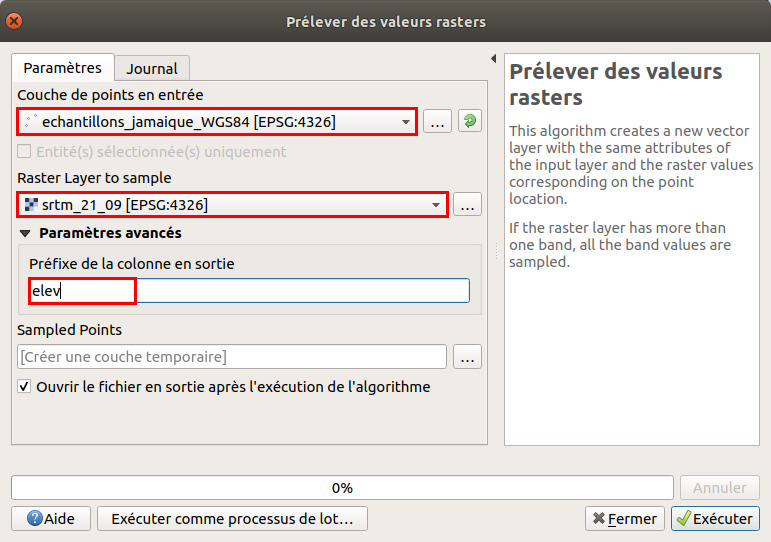 Prélever des valeurs rasters
Paramètres
Journal
Couche de points en entrée
echantillons_jamaique_WGS84 [EPSG:4326]
...
Entité(s) sélectionnée(s) uniquement
Raster Layer to sample
srtm_21_09 [EPSG:4326]
...
Paramètres avancés
Préfixe de la colonne en sortie
elev
Sampled Points
[Créer une couche temporaire]
...
Ouvrir le fichier en sortie après l'exécution de l'algorithme
Prélever des valeurs
rasters
This algorithm creates a new vector
layer with the same attributes of
the input layer and the raster values
corresponding on the point
location.
If the raster layer has more than
one band, all the band values are
sampled.
0%
Annuler
Aide
Exécuter comme processus de lot...
Fermer
Exécuter